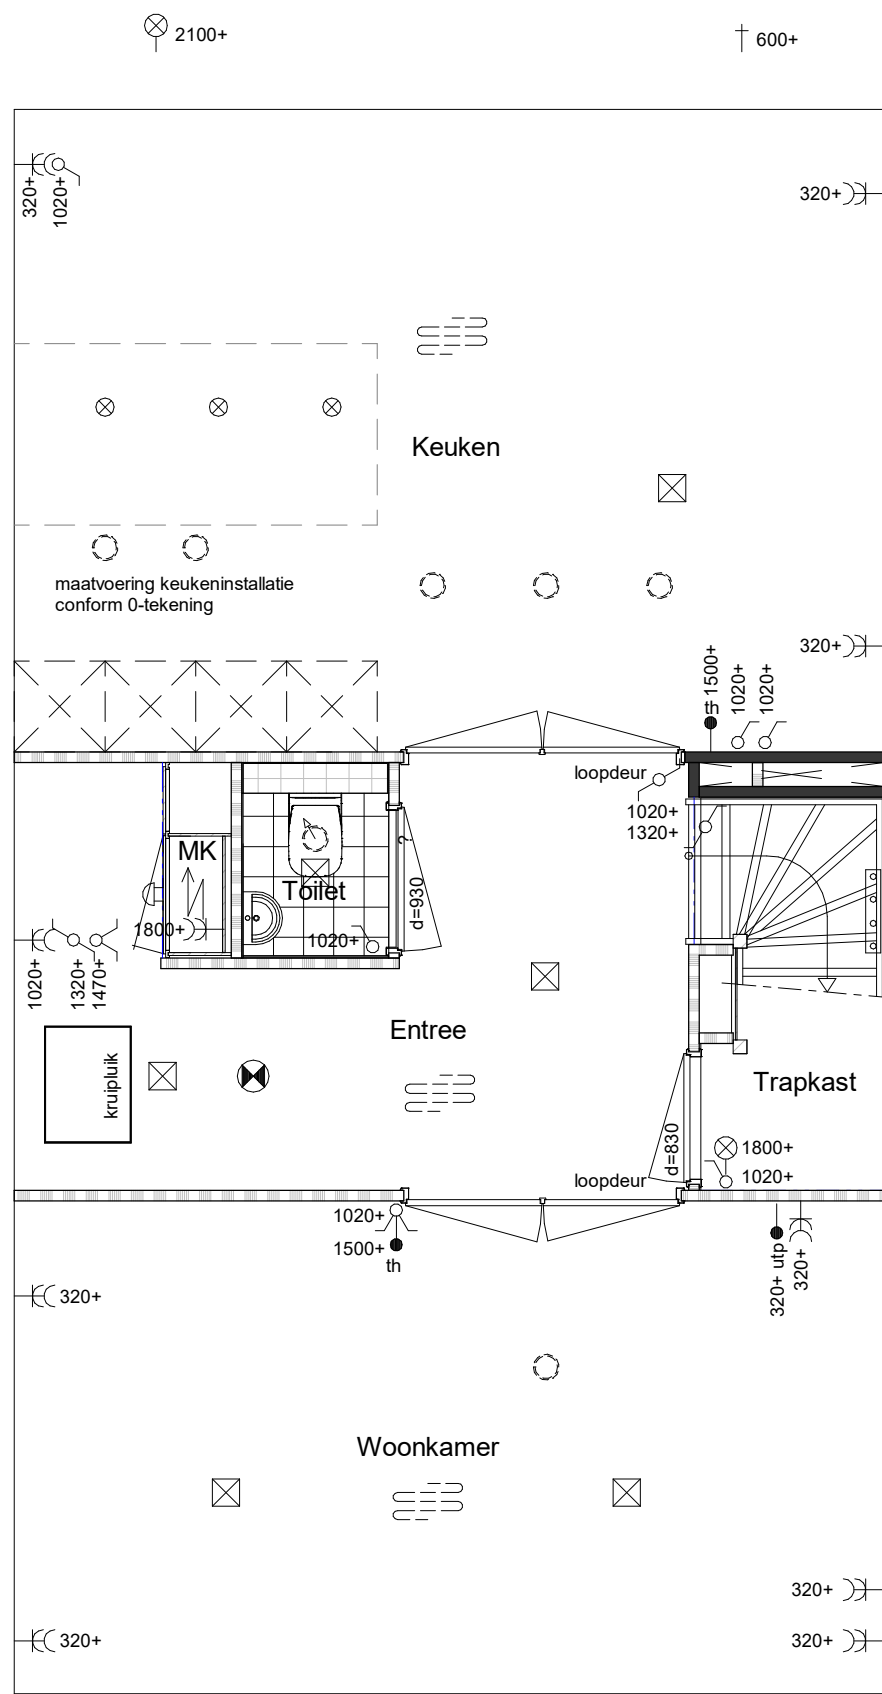 2100+
600+
320+
1020+
320+
Keuken
maatvoering keukeninstallatie
conform 0-tekening
320+
th 1500+
1020+
1020+
loopdeur
1020+
1320+
MK
Toilet
d=930
1800+
1020+
1020+
1320+
1470+
Entree
kruipluik
Trapkast
d=830
1800+
1020+
loopdeur
1020+
1500+
th
320+ utp
320+
320+
Woonkamer
320+
320+
320+